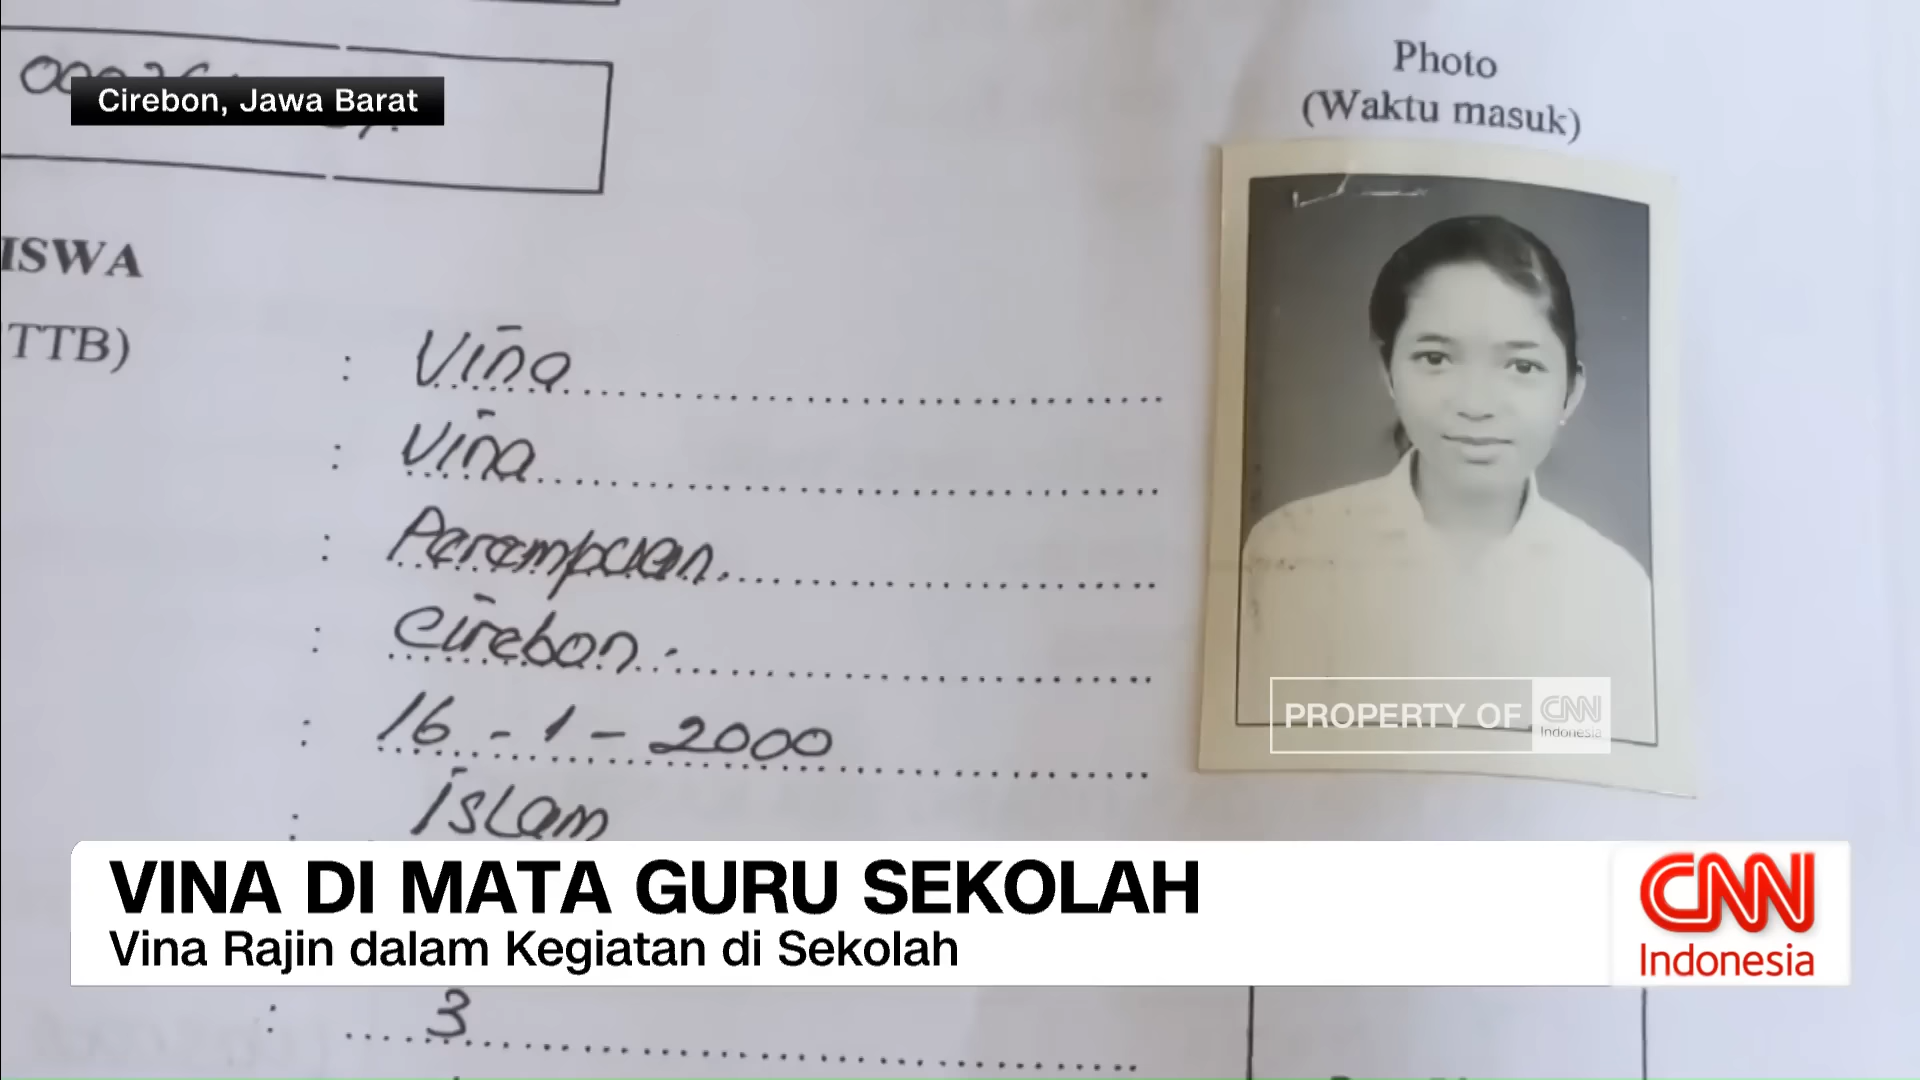 Cirebon, Jawa Barat
Photo
(Waktu masuk)
ISWA
TTB)
: Vina
: Vina
: Perempuan.
: Cirebon.
: 16 - 1 - 2000
: Islam
PROPERTY OF CNN Indonesia
VINA DI MATA GURU SEKOLAH
Vina Rajin dalam Kegiatan di Sekolah
CNN Indonesia
: 3